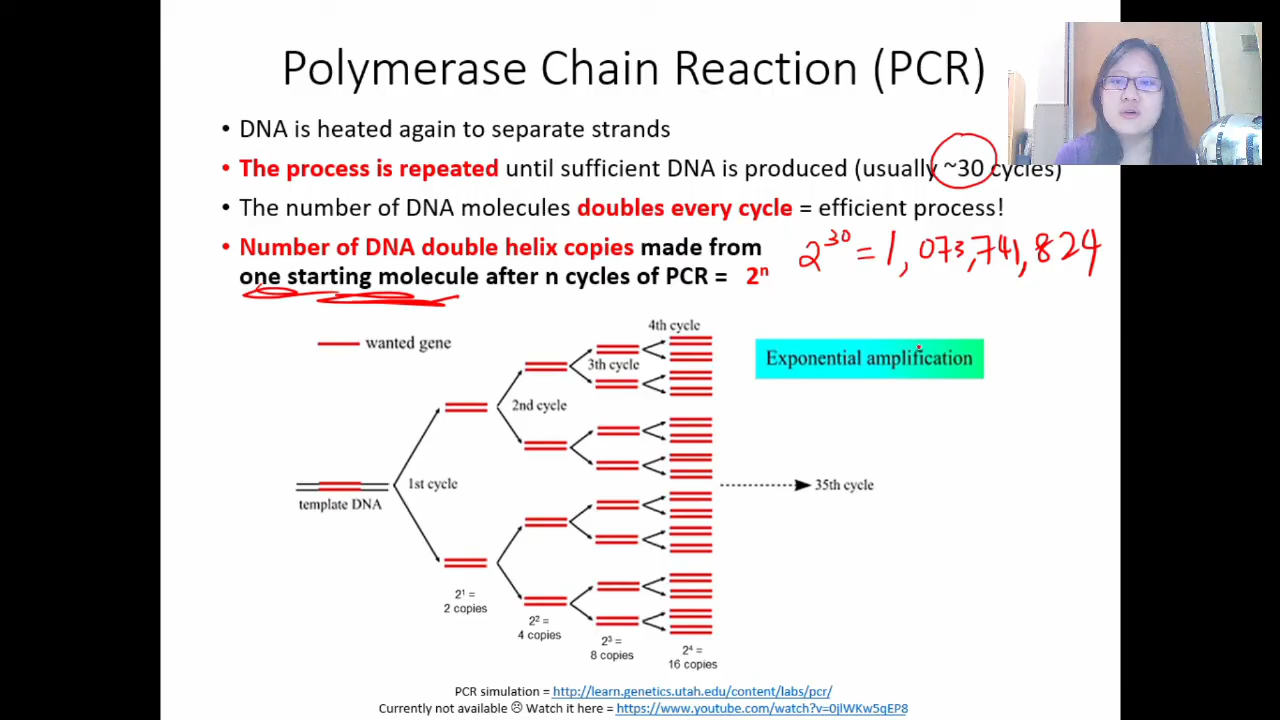 Polymerase Chain Reaction (PCR)
• DNA is heated again to separate strands
• The process is repeated until sufficient DNA is produced (usually ~30 cycles)
• The number of DNA molecules doubles every cycle = efficient process!
• Number of DNA double helix copies made from
one starting molecule after n cycles of PCR = 2ⁿ
2³⁰ = 1,073,741,824
4th cycle
wanted gene
3th cycle
Exponential amplification
2nd cycle
1st cycle
35th cycle
template DNA
2¹ =
2 copies
2² =
4 copies
2³ =
8 copies
2⁴ =
16 copies
PCR simulation = http://learn.genetics.utah.edu/content/labs/pcr/
Currently not available ☹ Watch it here = https://www.youtube.com/watch?v=0jlWKw5qEP8